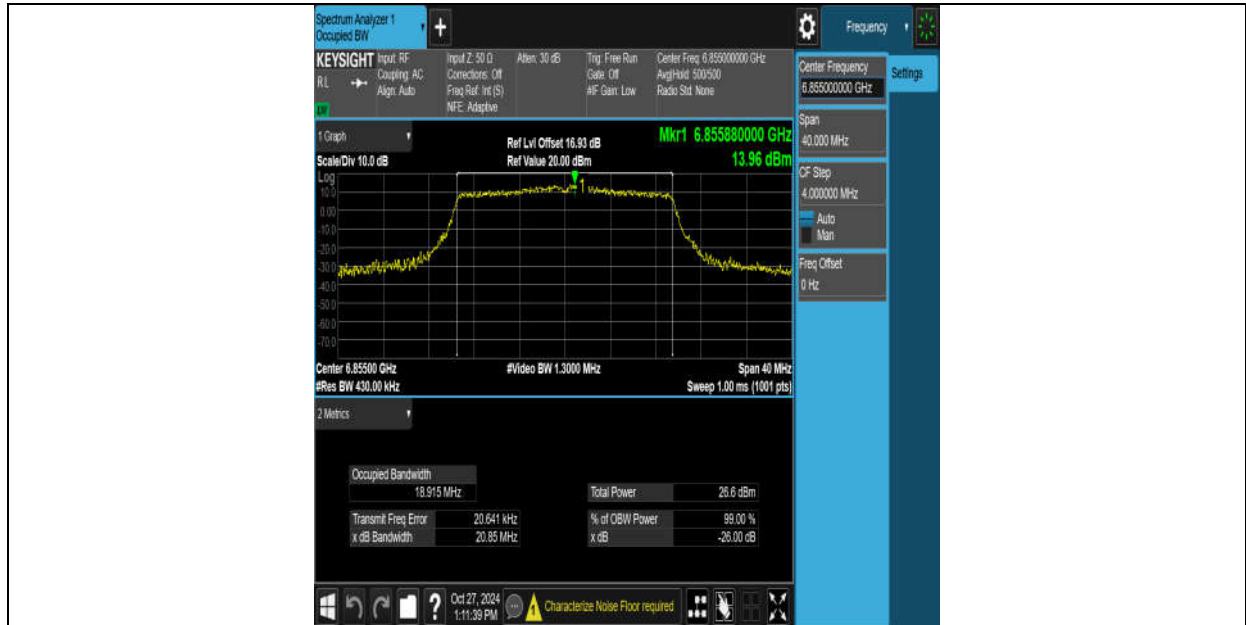 Spectrum Analyzer 1
Occupied BW
+
Frequency
KEYSIGHT
R L
Input: RF
Coupling: AC
Align: Auto
Input Z: 50 Ω
Corrections: Off
Freq Ref: Int (S)
NFE: Adaptive
Atten: 30 dB
Trig: Free Run
Gate: Off
#IF Gain: Low
Center Freq: 6.855000000 GHz
Avg|Hold: 500/500
Radio Std: None
Center Frequency
6.855000000 GHz
Settings
Span
40.000 MHz
CF Step
4.000000 MHz
Auto
Man
Freq Offset
0 Hz
1 Graph
Scale/Div 10.0 dB
Ref Lvl Offset 16.93 dB
Ref Value 20.00 dBm
Mkr1 6.855880000 GHz
13.96 dBm
Log
10.0
0.00
-10.0
-20.0
-30.0
-40.0
-50.0
-60.0
-70.0
1
Center 6.85500 GHz
#Res BW 430.00 kHz
#Video BW 1.3000 MHz
Span 40 MHz
Sweep 1.00 ms (1001 pts)
2 Metrics
Occupied Bandwidth
18.915 MHz
Total Power 26.6 dBm
Transmit Freq Error 20.641 kHz
% of OBW Power 99.00 %
x dB Bandwidth 20.85 MHz
x dB -26.00 dB
?
Oct 27, 2024
1:11:39 PM
Characterize Noise Floor required